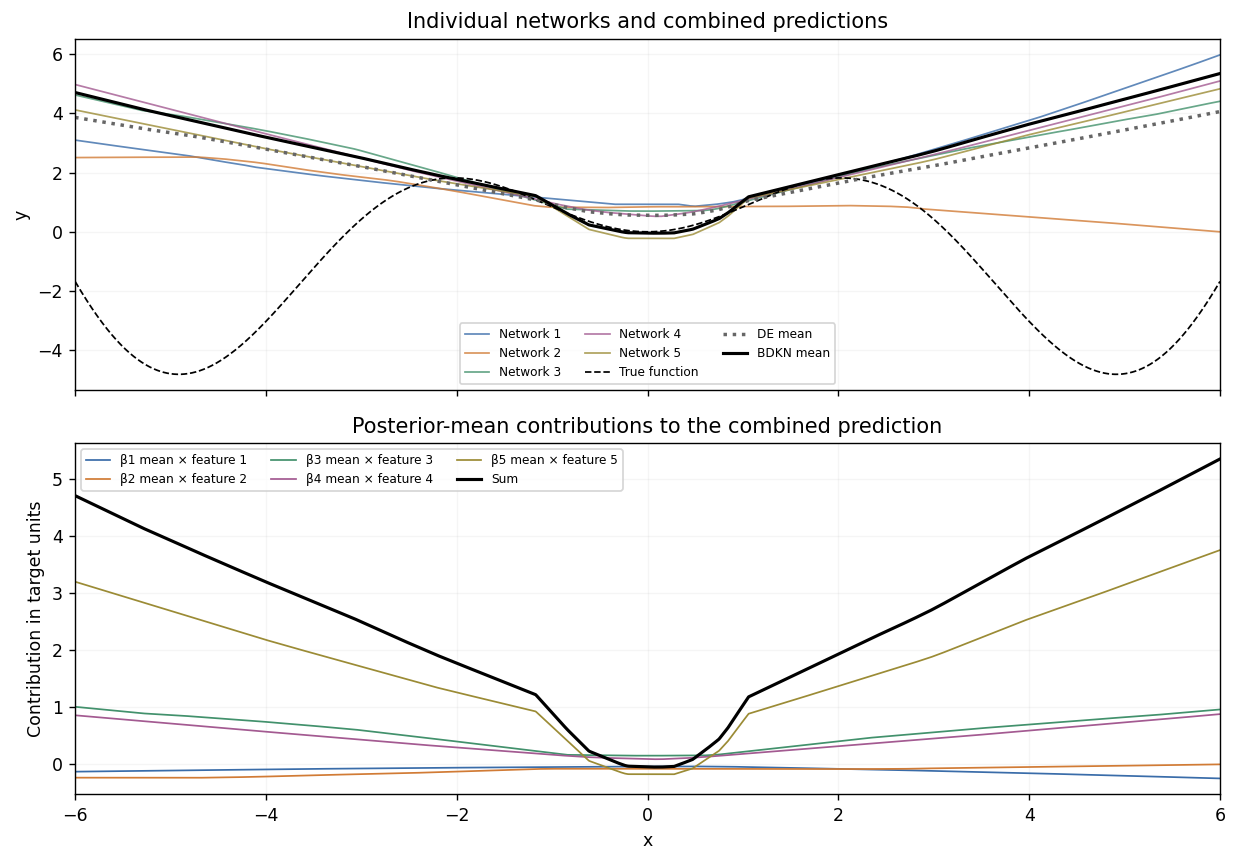 Individual networks and combined predictions
6
4
2
0
−2
−4
y
Network 1
Network 2
Network 3
Network 4
Network 5
True function
DE mean
BDKN mean
Posterior-mean contributions to the combined prediction
β1 mean × feature 1
β2 mean × feature 2
β3 mean × feature 3
β4 mean × feature 4
β5 mean × feature 5
Sum
5
4
3
2
1
0
Contribution in target units
−6
−4
−2
0
2
4
6
x